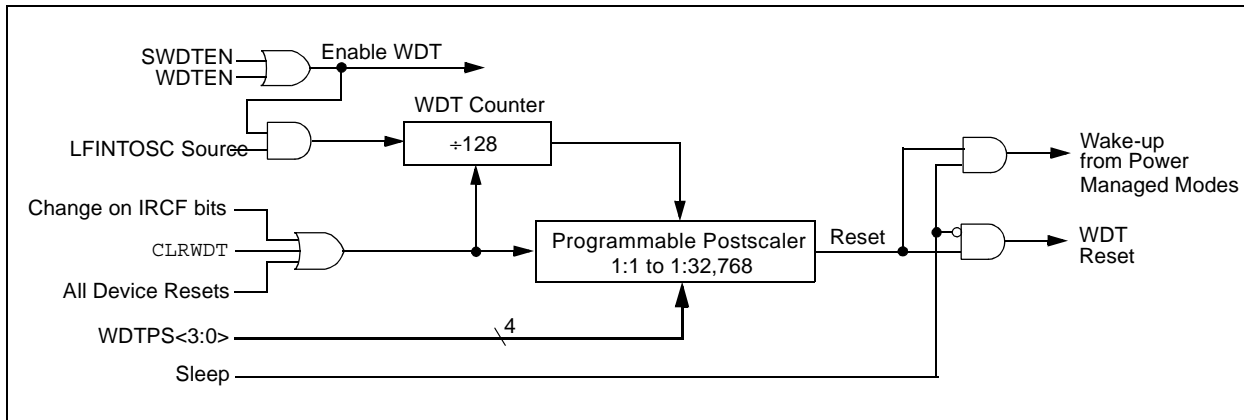 SWDTEN
WDTEN
Enable WDT
WDT Counter
÷128
LFINTOSC Source
Wake-up
from Power
Managed Modes
Change on IRCF bits
CLRWDT
All Device Resets
Programmable Postscaler
1:1 to 1:32,768
Reset
WDT
Reset
WDTPS<3:0>
4
Sleep